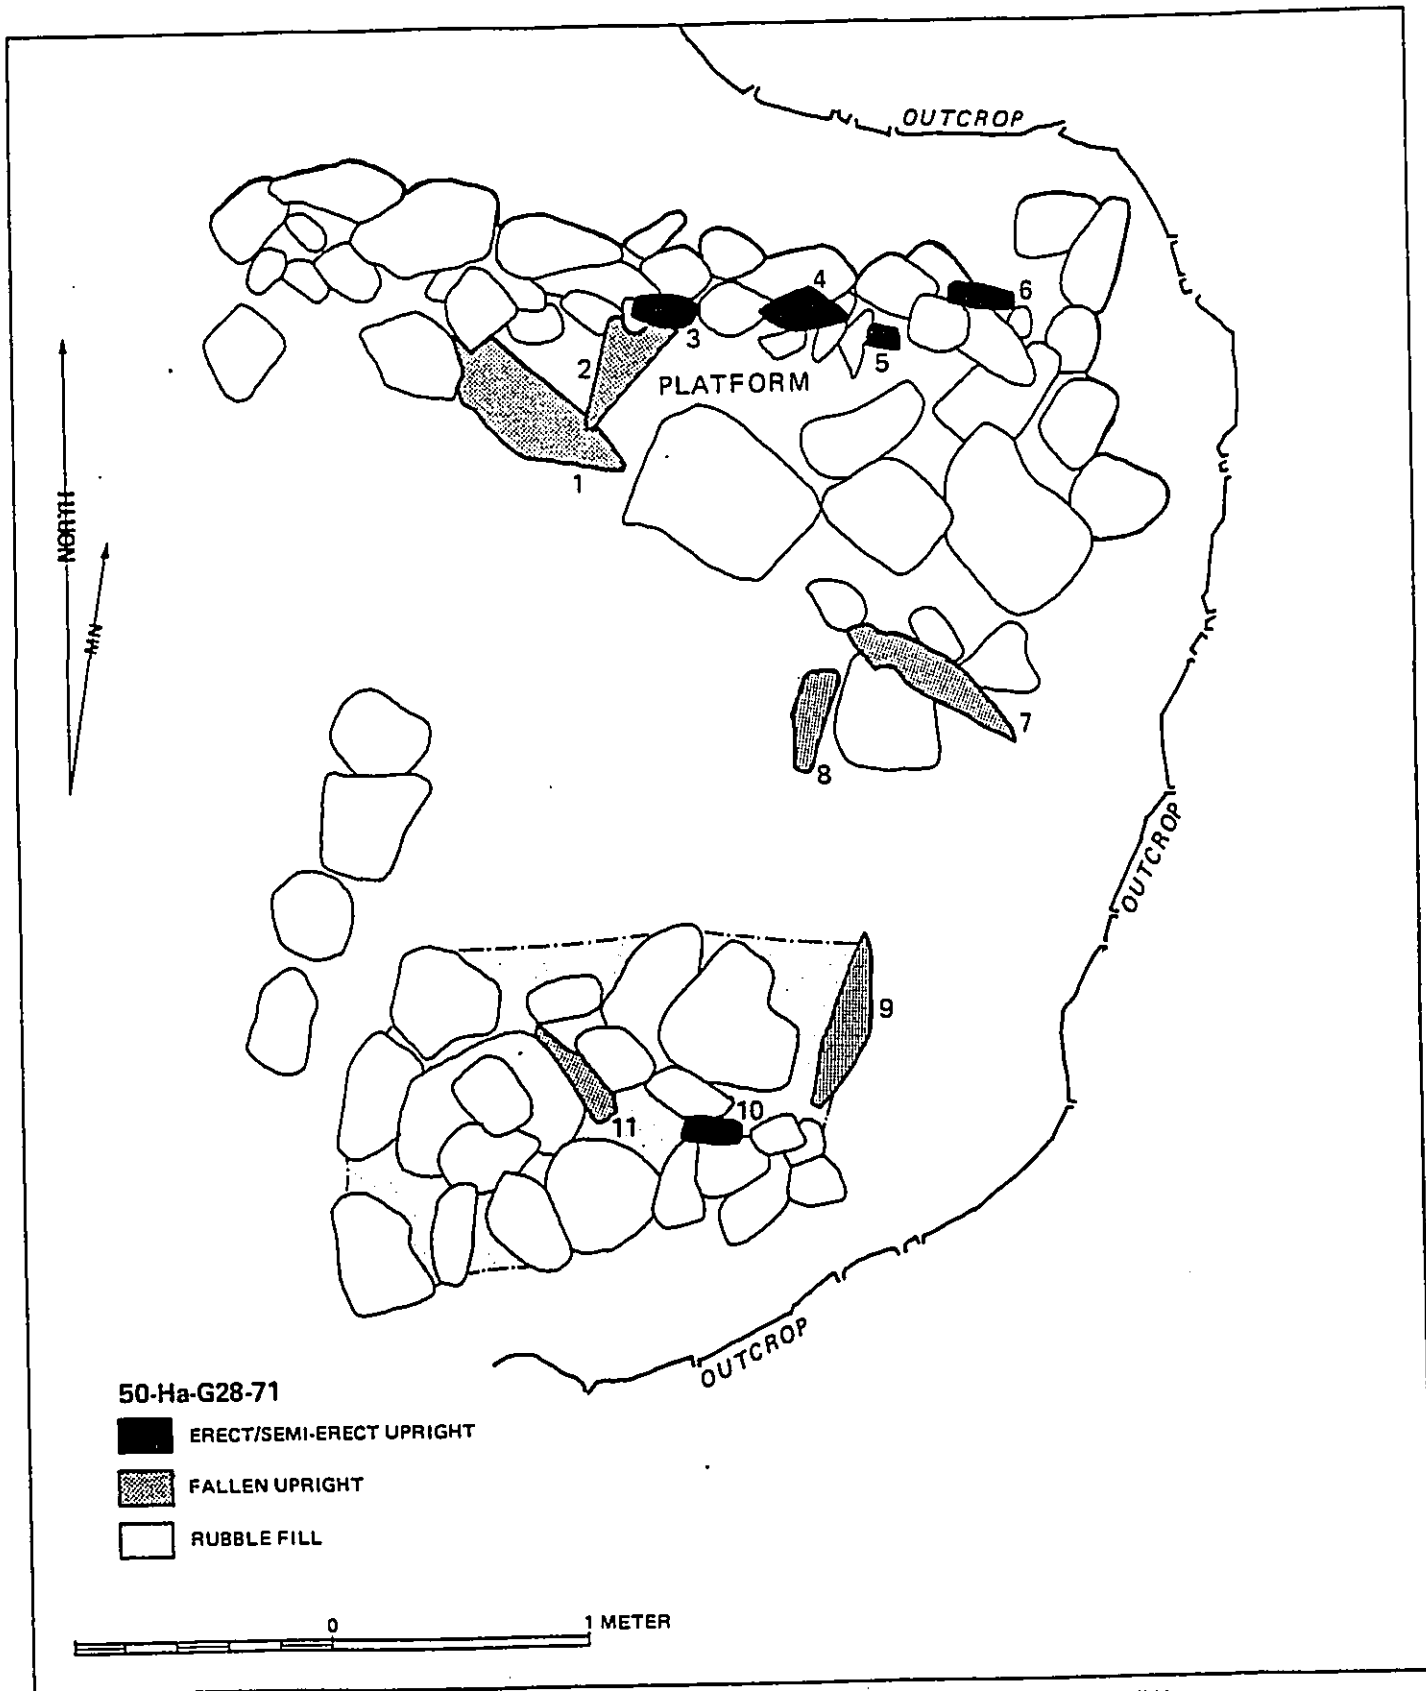 OUTCROP
4
6
3
5
2
PLATFORM
1
NORTH
MN
7
8
OUTCROP
9
10
11
OUTCROP
50-Ha-G28-71
ERECT/SEMI-ERECT UPRIGHT
FALLEN UPRIGHT
RUBBLE FILL
0 1 METER